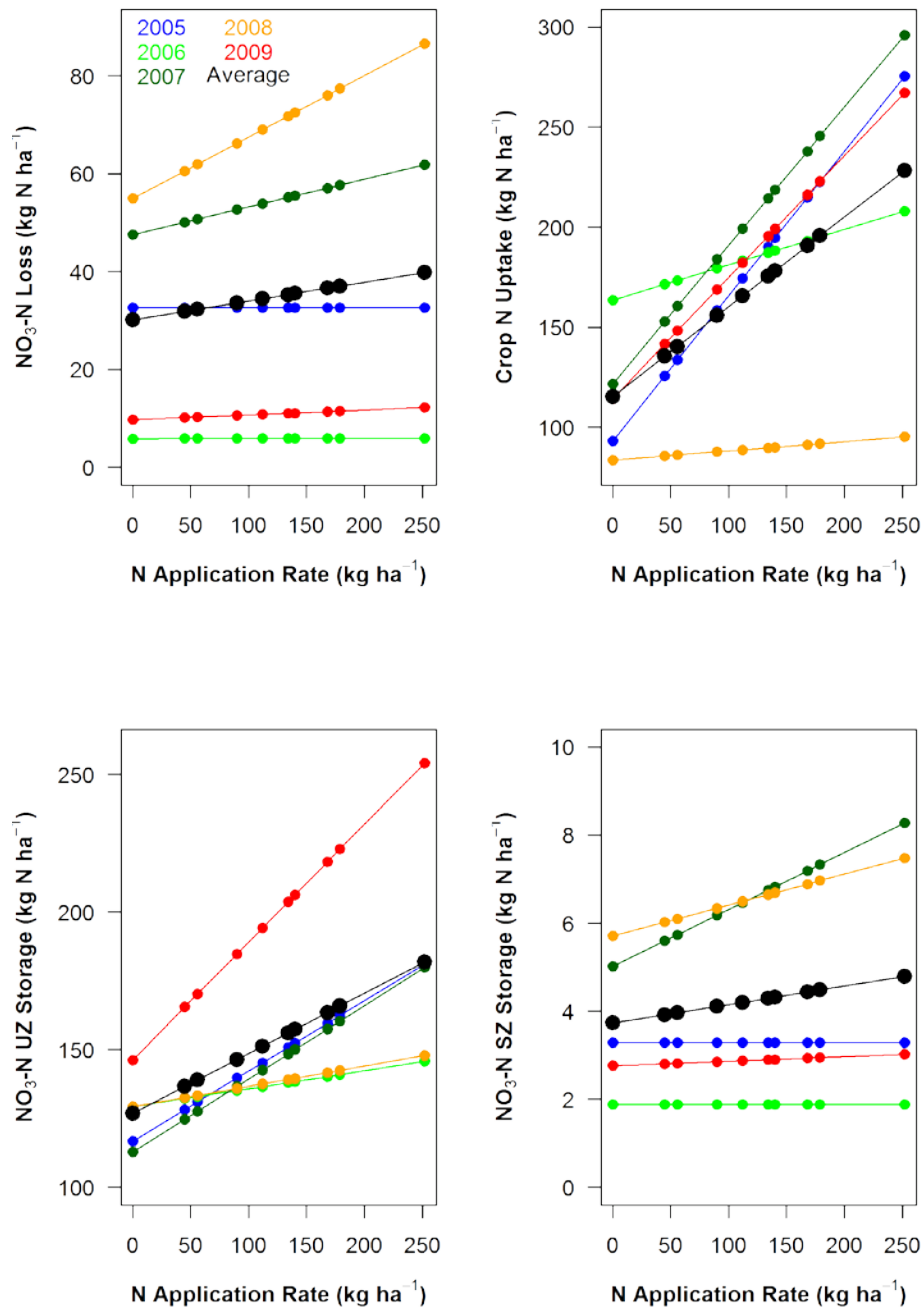 2005 2008
2006 2009
2007 Average
NO₃-N Loss (kg N ha⁻¹)
80
60
40
20
0
0 50 100 150 200 250
N Application Rate (kg ha⁻¹)
Crop N Uptake (kg N ha⁻¹)
300
250
200
150
100
0 50 100 150 200 250
N Application Rate (kg ha⁻¹)
NO₃-N UZ Storage (kg N ha⁻¹)
250
200
150
100
0 50 100 150 200 250
N Application Rate (kg ha⁻¹)
NO₃-N SZ Storage (kg N ha⁻¹)
10
8
6
4
2
0
0 50 100 150 200 250
N Application Rate (kg ha⁻¹)